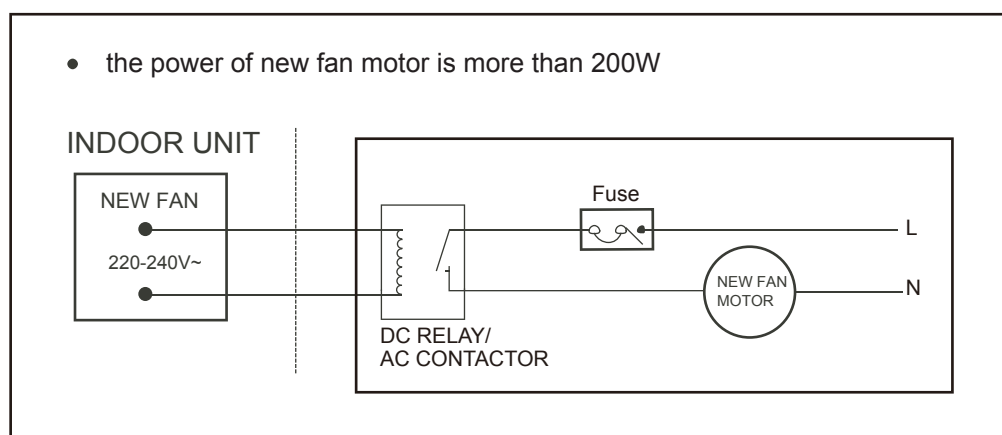 • the power of new fan motor is more than 200W
INDOOR UNIT
NEW FAN
220-240V~
Fuse
L
NEW FAN
MOTOR
N
DC RELAY/
AC CONTACTOR